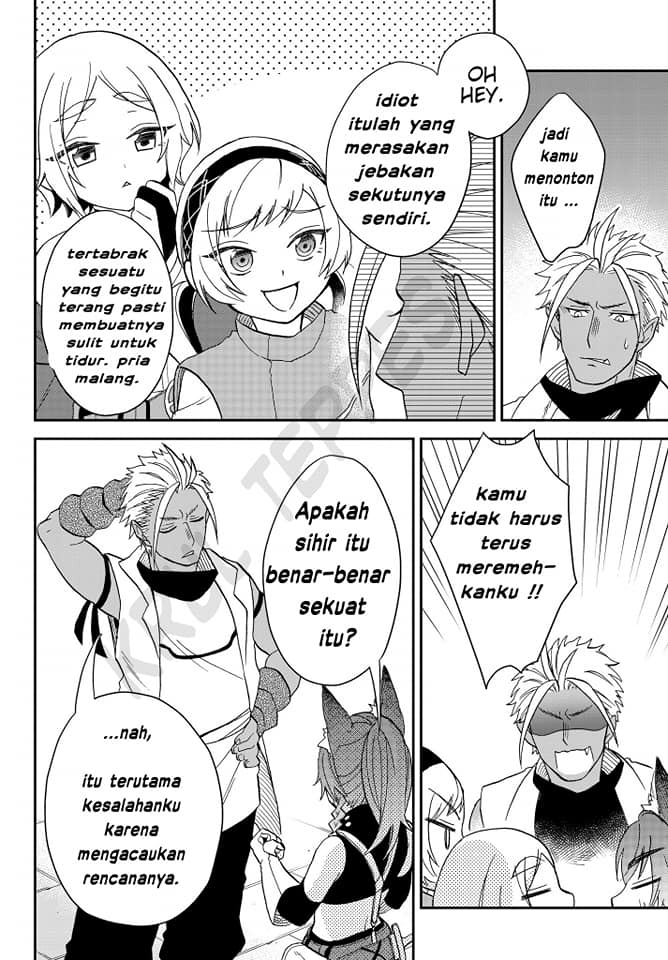 jadi
kamu
menonton
itu ...
OH
HEY.
idiot
itulah yang
merasakan
jebakan
sekutunya
sendiri.
tertabrak
sesuatu
yang begitu
terang pasti
membuatnya
sulit untuk
tidur. pria
malang.
kamu
tidak harus
terus
meremeh-
kanku !!
Apakah
sihir itu
benar-benar
sekuat
itu?
...nah,
itu terutama
kesalahanku
karena
mengacaukan
rencananya.